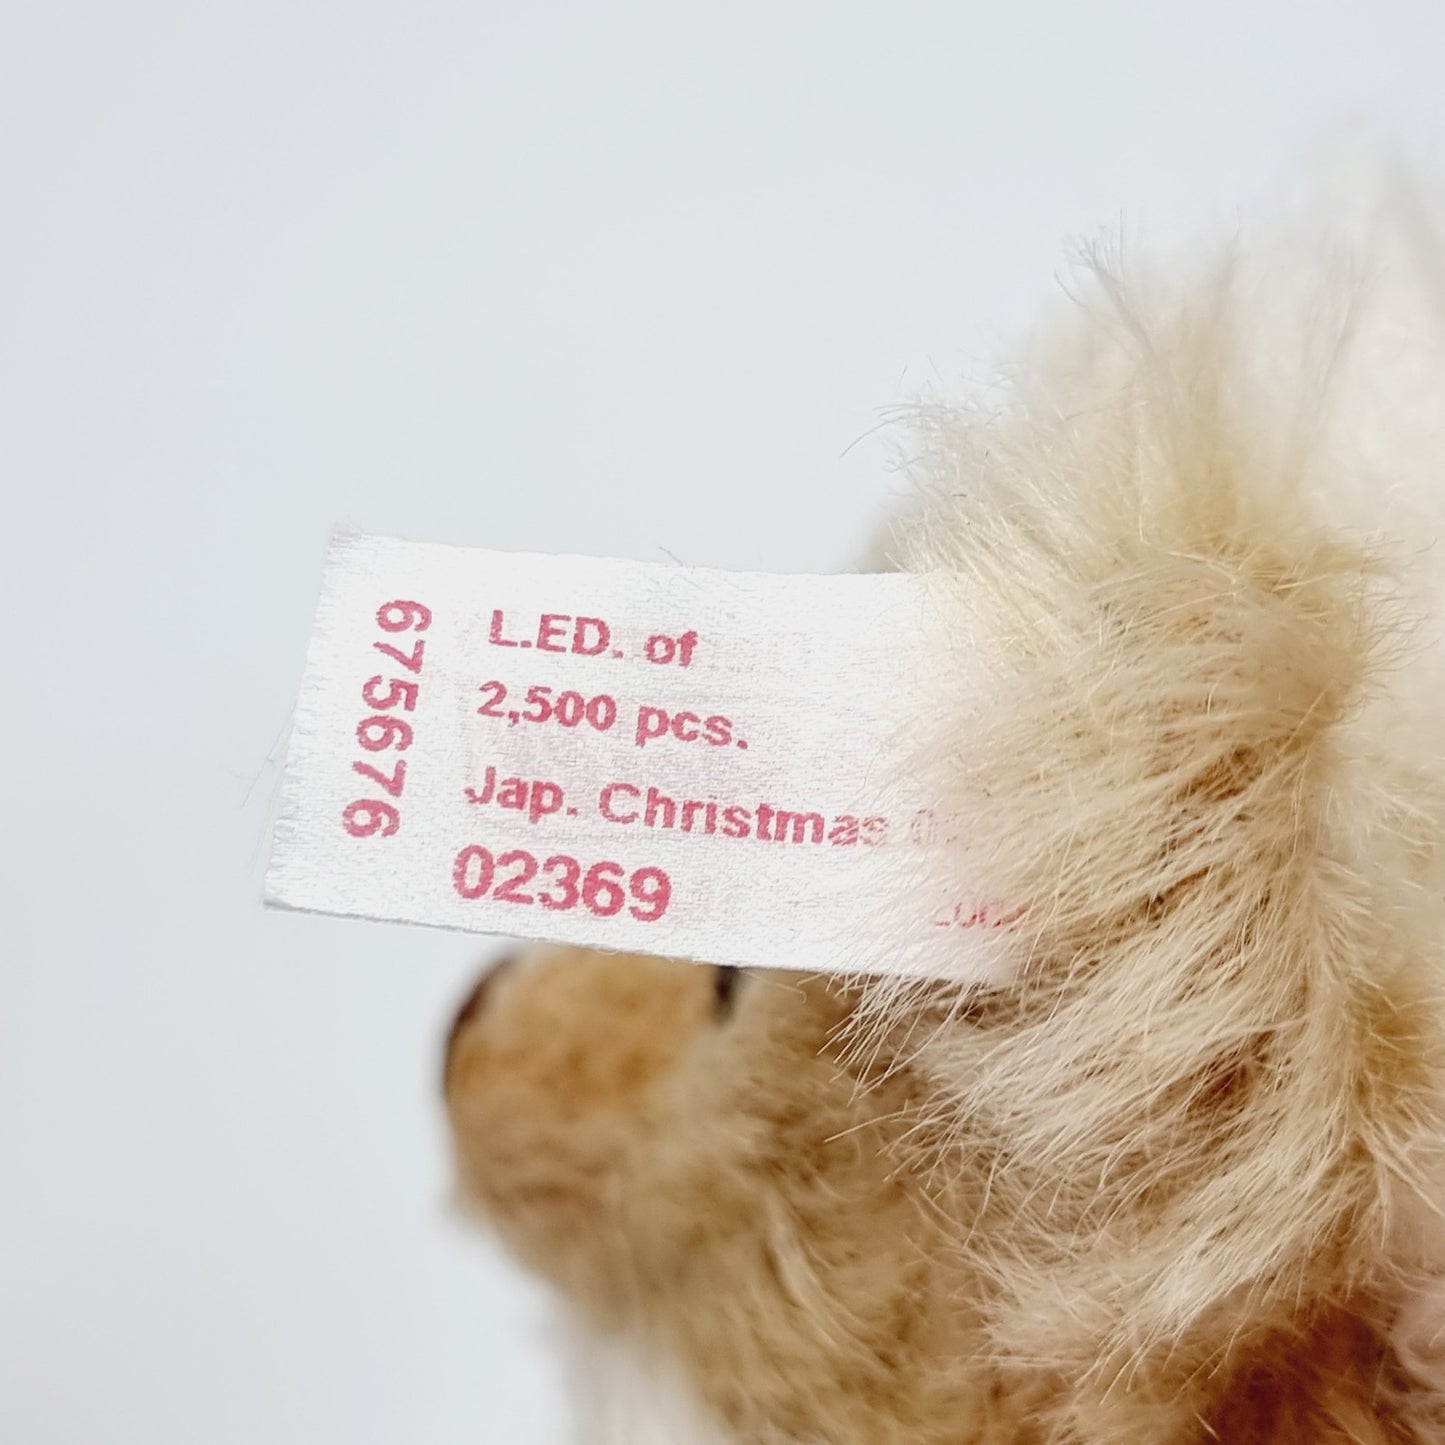 675676
L.ED. of
2,500 pcs.
Jap. Christmas
02369